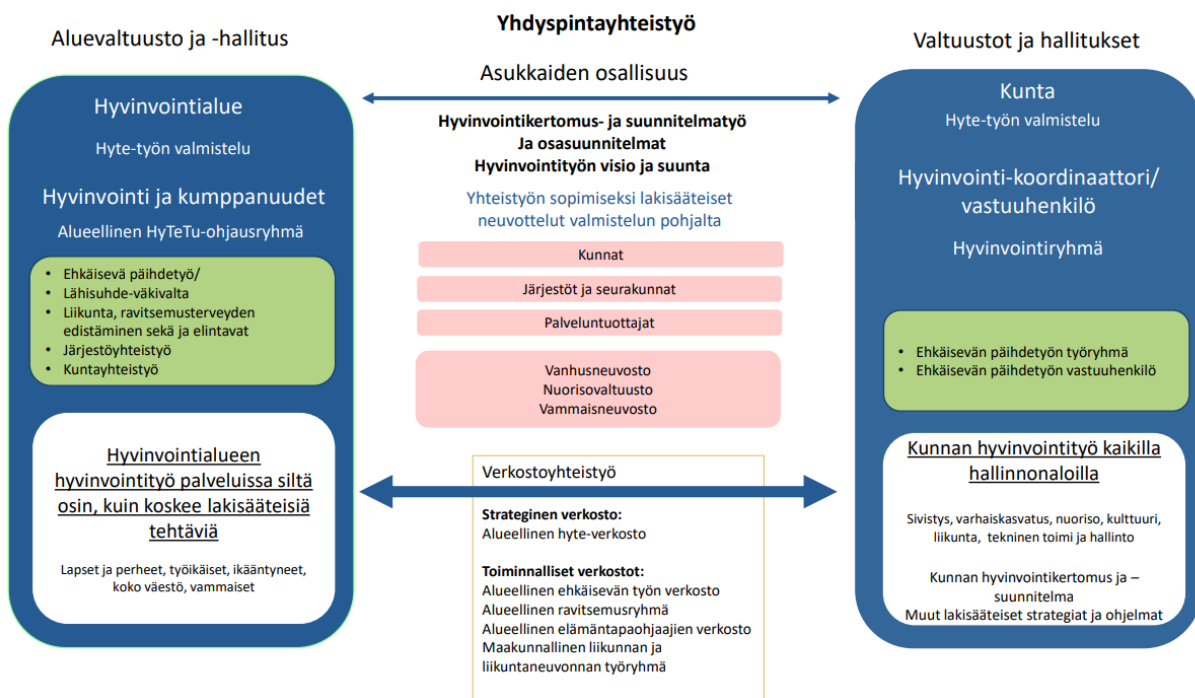 Aluevaltuusto ja -hallitus
Hyvinvointialue
Hyte-työn valmistelu
Hyvinvointi ja kumppanuudet
Alueellinen HyTeTu-ohjausryhmä
• Ehkäisevä päihdetyö/
• Lähisuhde-väkivalta
• Liikunta, ravitsemusterveyden
edistäminen sekä ja elintavat
• Järjestöyhteistyö
• Kuntayhteistyö
Hyvinvointialueen
hyvinvointityö palveluissa siltä
osin, kuin koskee lakisääteisiä
tehtäviä
Lapset ja perheet, työikäiset, ikääntyneet,
koko väestö, vammaiset
Yhdyspintayhteistyö
Asukkaiden osallisuus
Hyvinvointikertomus- ja suunnitelmatyö
Ja osasuunnitelmat
Hyvinvointityön visio ja suunta
Yhteistyön sopimiseksi lakisääteiset
neuvottelut valmistelun pohjalta
Kunnat
Järjestöt ja seurakunnat
Palveluntuottajat
Vanhusneuvosto
Nuorisovaltuusto
Vammaisneuvosto
Verkostoyhteistyö
Strateginen verkosto:
Alueellinen hyte-verkosto
Toiminnalliset verkostot:
Alueellinen ehkäisevän työn verkosto
Alueellinen ravitsemusryhmä
Alueellinen elämäntapaohjaajien verkosto
Maakunnallinen liikunnan ja
liikuntaneuvonnan työryhmä
Valtuustot ja hallitukset
Kunta
Hyte-työn valmistelu
Hyvinvointi-koordinaattori/
vastuuhenkilö
Hyvinvointiryhmä
• Ehkäisevän päihdetyön työryhmä
• Ehkäisevän päihdetyön vastuuhenkilö
Kunnan hyvinvointityö kaikilla
hallinnonaloilla
Sivistys, varhaiskasvatus, nuoriso, kulttuuri,
liikunta, tekninen toimi ja hallinto
Kunnan hyvinvointikertomus ja –
suunnitelma
Muut lakisääteiset strategiat ja ohjelmat